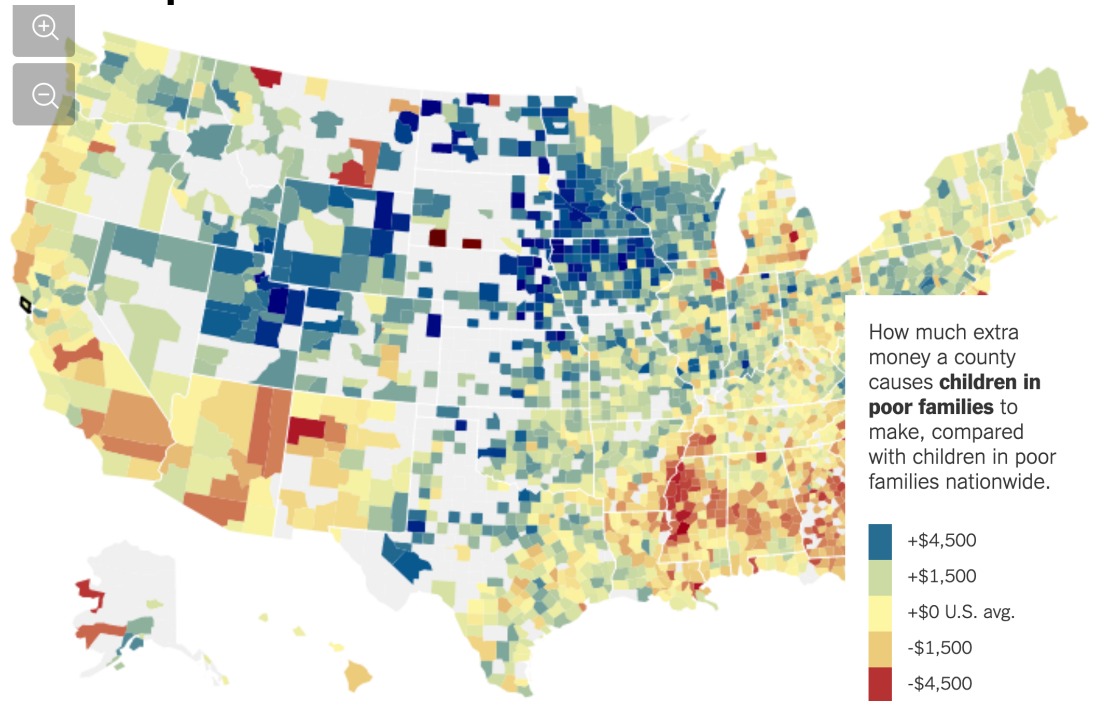 How much extra
money a county
causes children in
poor families to
make, compared
with children in poor
families nationwide.
+$4,500
+$1,500
+$0 U.S. avg.
-$1,500
-$4,500